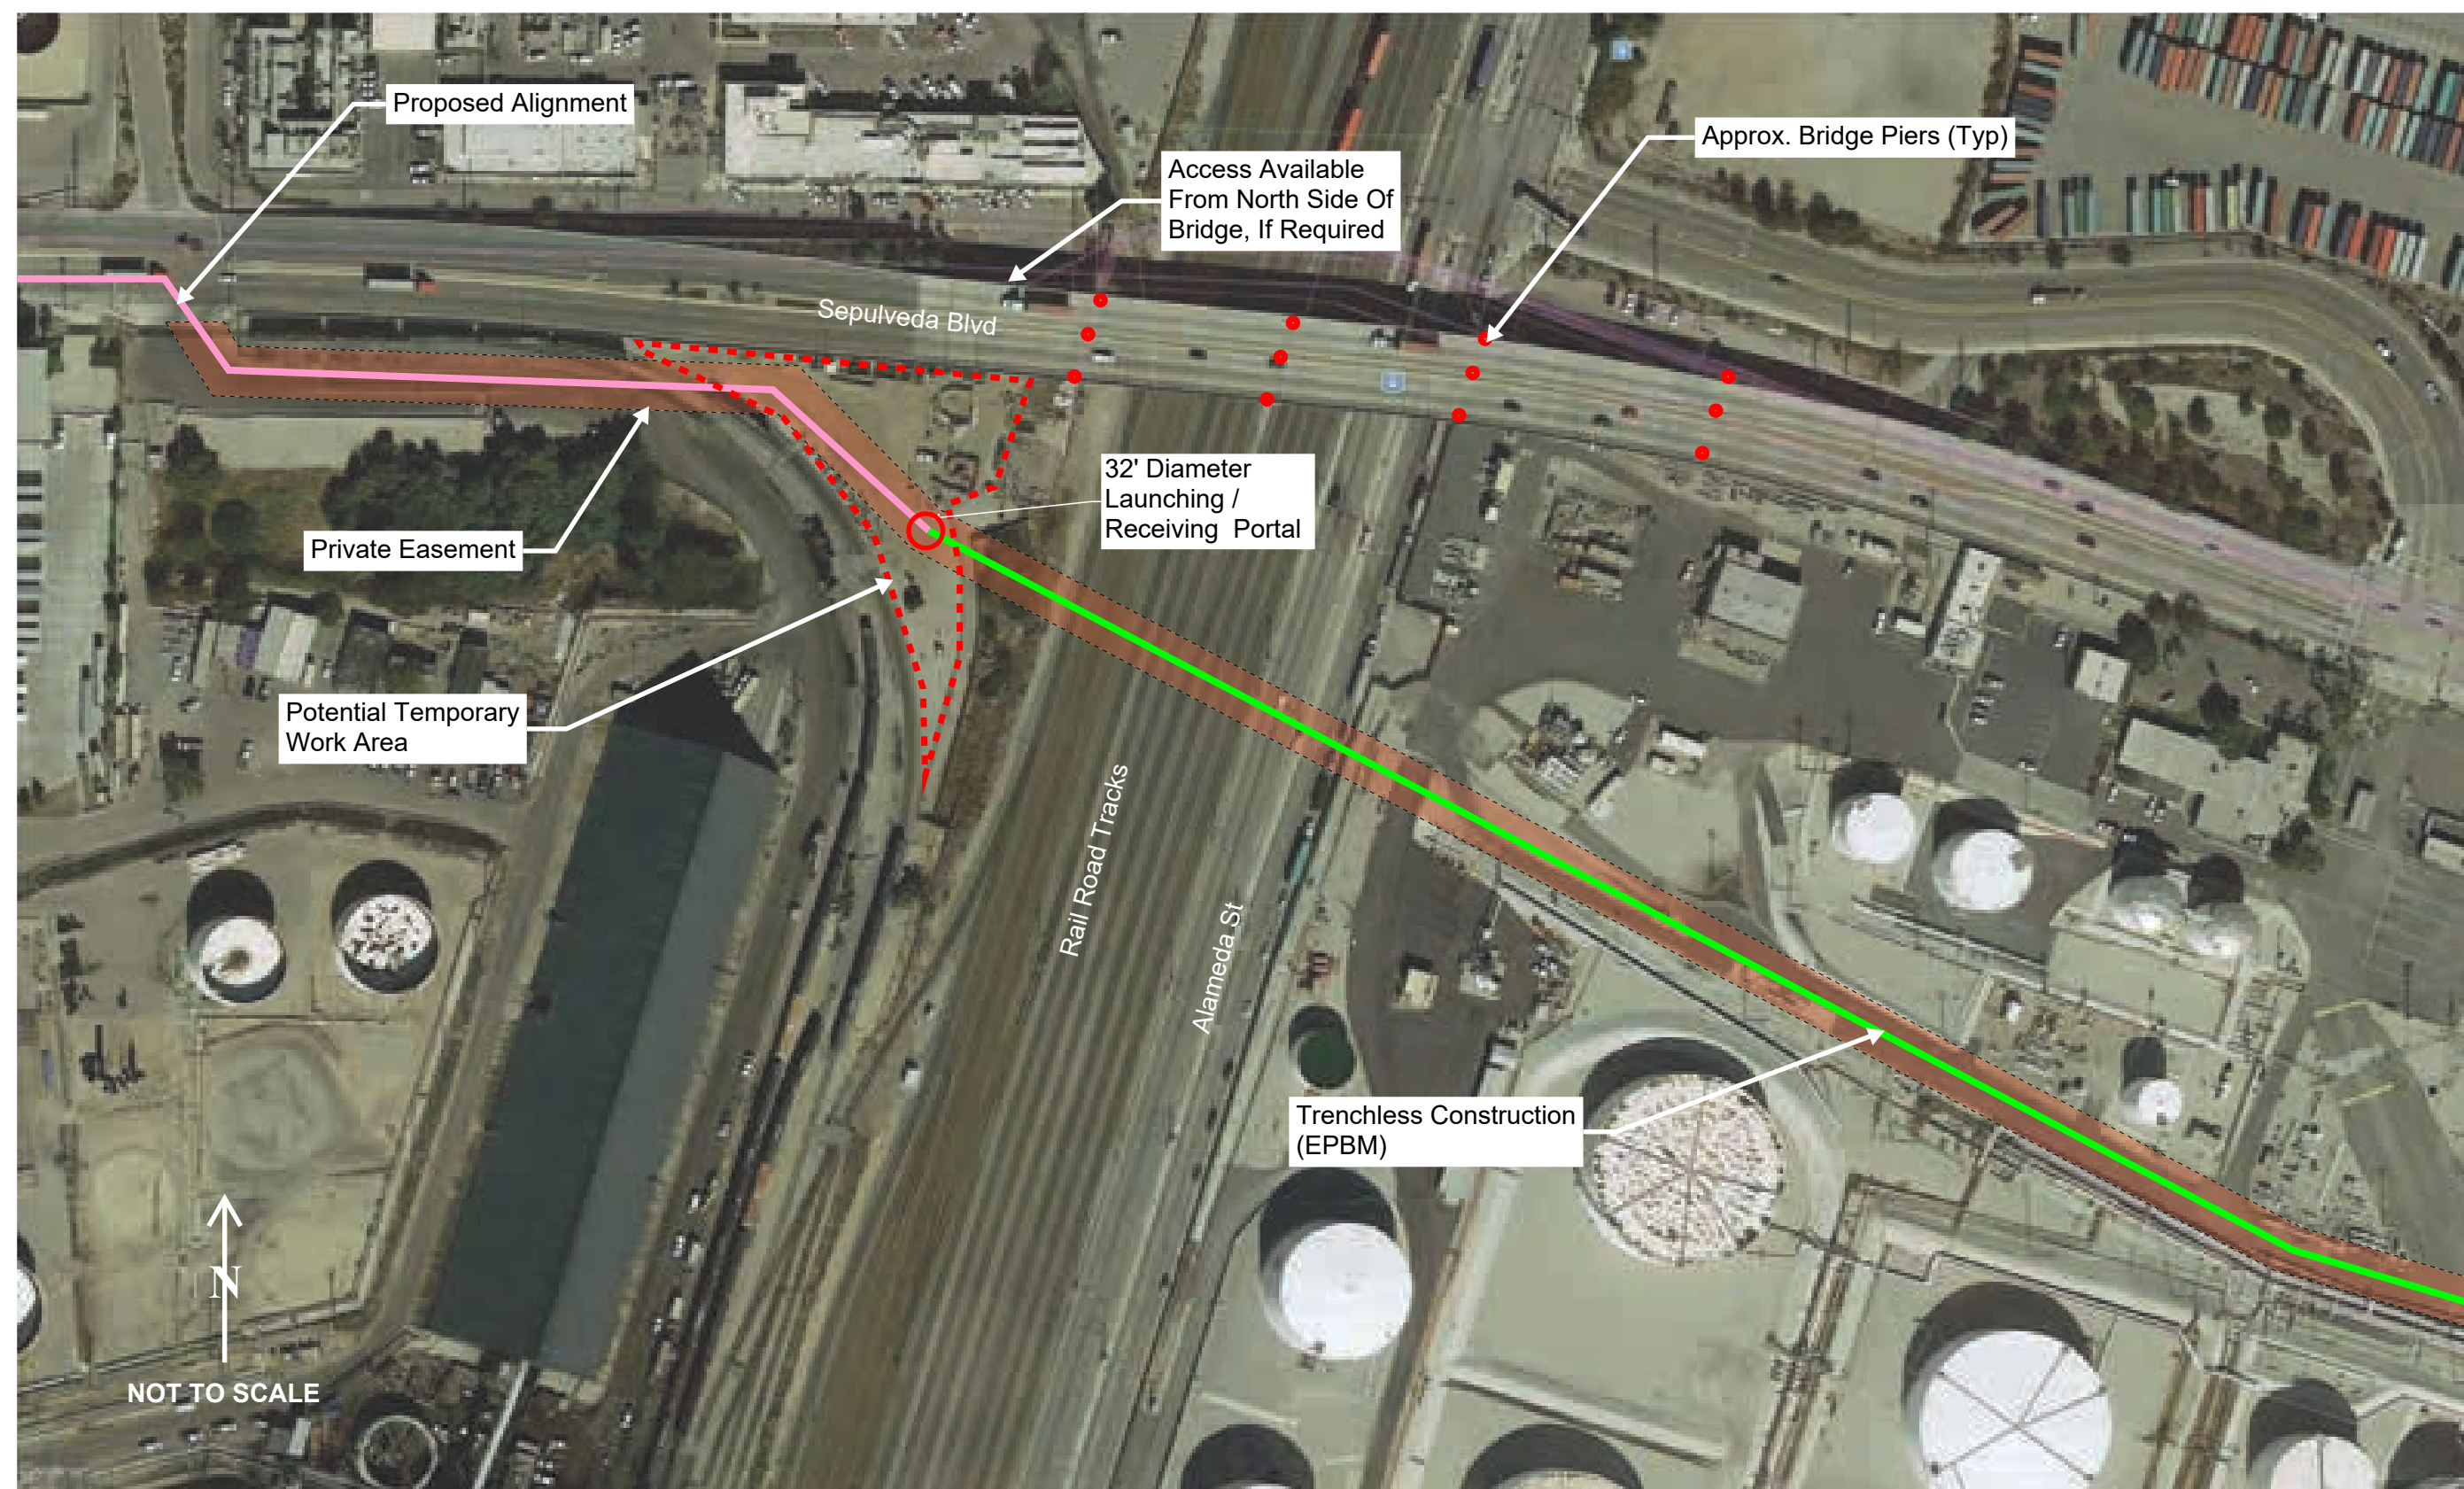 Proposed Alignment
Approx. Bridge Piers (Typ)
Access Available
From North Side Of
Bridge, If Required
Sepulveda Blvd
32' Diameter
Launching /
Receiving Portal
Private Easement
Potential Temporary
Work Area
Rail Road Tracks
Alameda St
Trenchless Construction
(EPBM)
N
NOT TO SCALE